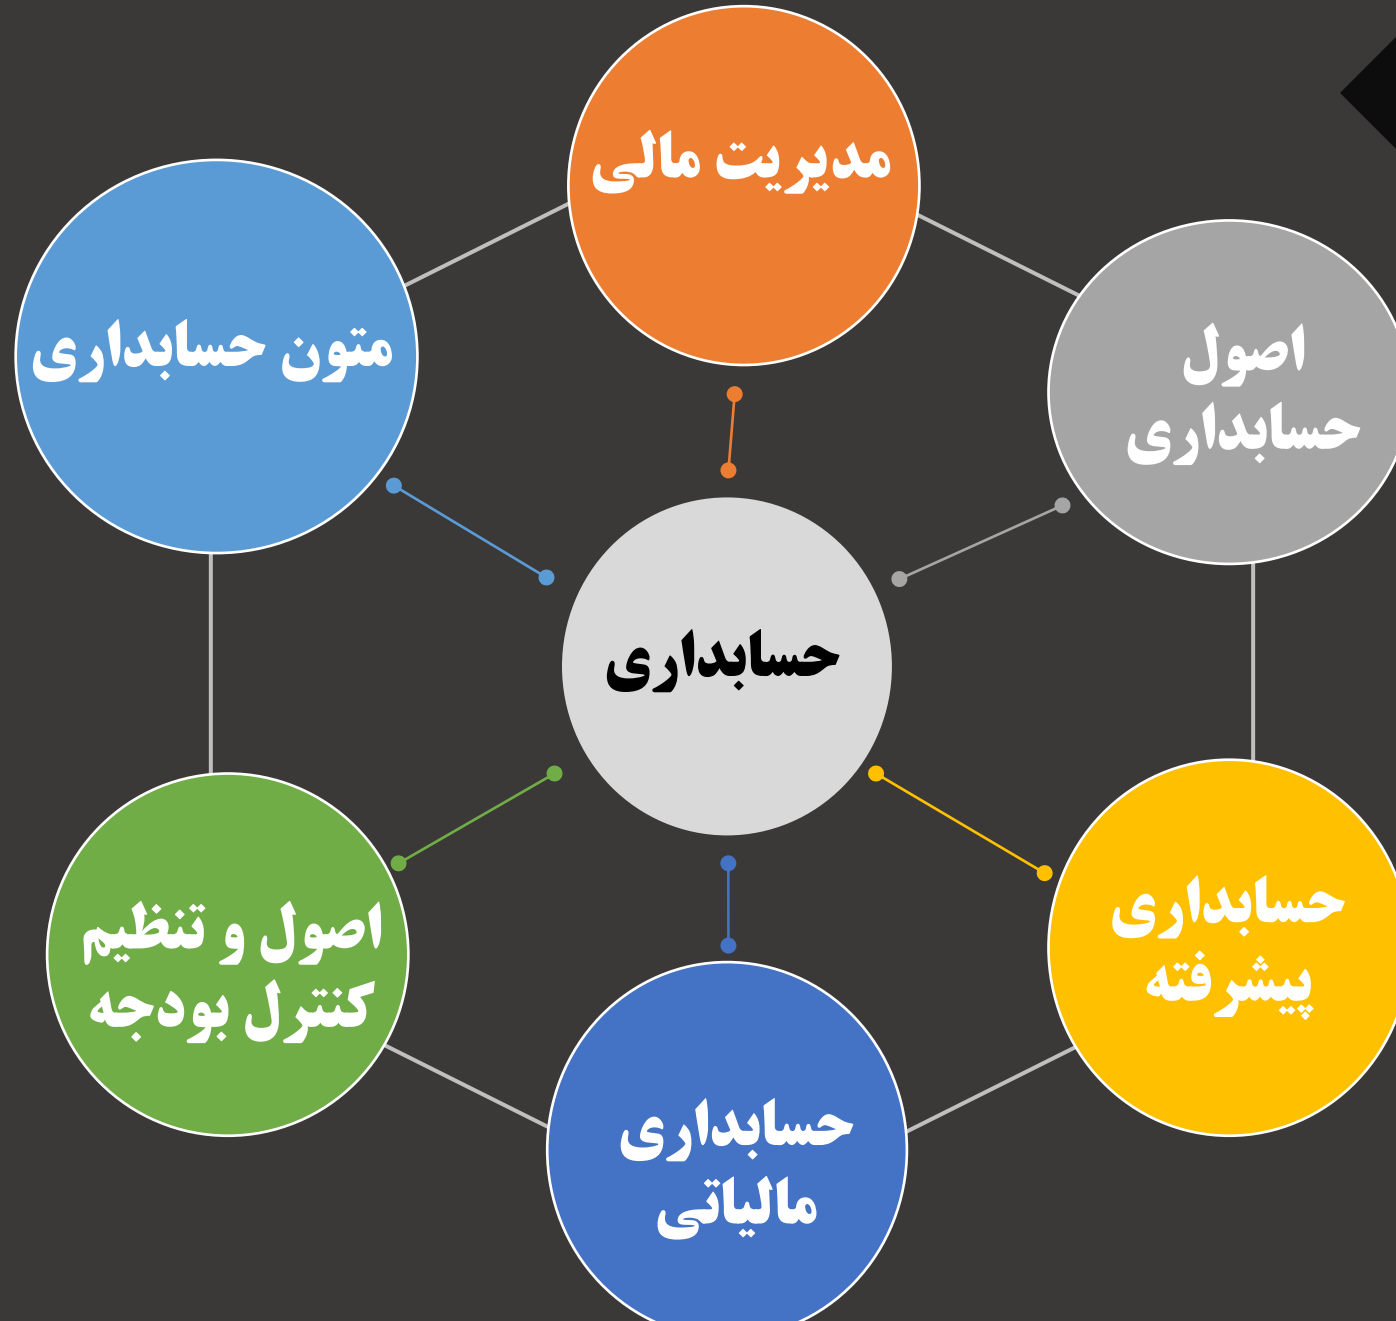 مدیریت مالی
اصول
حسابداری
متون حسابداری
حسابداری
حسابداری
پیشرفته
اصول و تنظیم
کنترل بودجه
حسابداری
مالیاتی